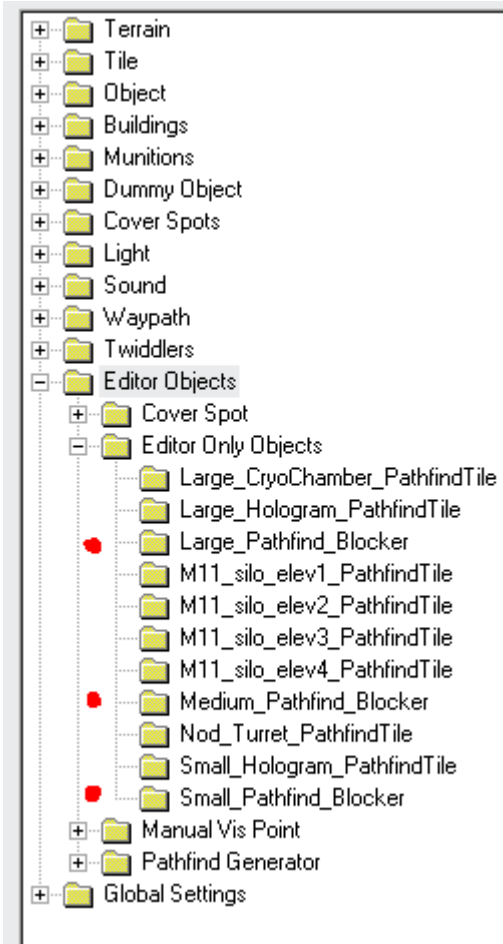 Terrain
Tile
Object
Buildings
Munitions
Dummy Object
Cover Spots
Light
Sound
Waypath
Twiddlers
Editor Objects
Cover Spot
Editor Only Objects
Large_CryoChamber_PathfindTile
Large_Hologram_PathfindTile
Large_Pathfind_Blocker
M11_silo_elev1_PathfindTile
M11_silo_elev2_PathfindTile
M11_silo_elev3_PathfindTile
M11_silo_elev4_PathfindTile
Medium_Pathfind_Blocker
Nod_Turret_PathfindTile
Small_Hologram_PathfindTile
Small_Pathfind_Blocker
Manual Vis Point
Pathfind Generator
Global Settings